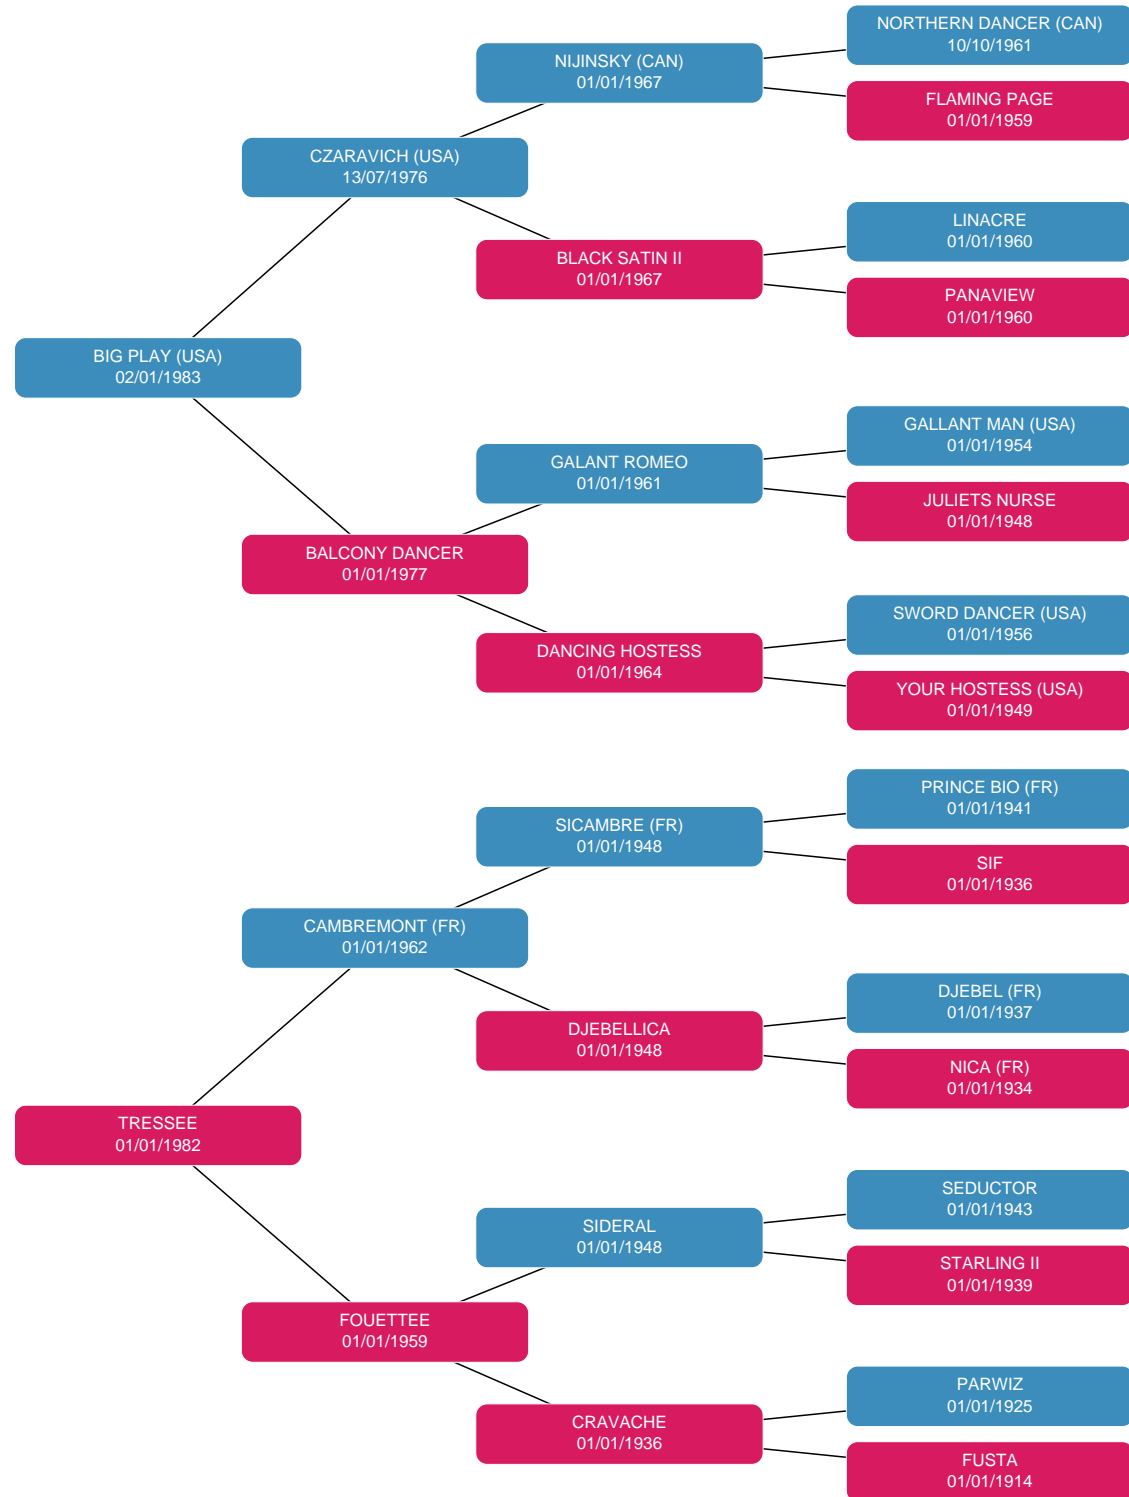 NORTHERN DANCER (CAN)
10/10/1961
NIJINSKY (CAN)
01/01/1967
FLAMING PAGE
01/01/1959
CZARAVICH (USA)
13/07/1976
LINACRE
01/01/1960
BLACK SATIN II
01/01/1967
PANAVIEW
01/01/1960
BIG PLAY (USA)
02/01/1983
GALLANT MAN (USA)
01/01/1954
GALANT ROMEO
01/01/1961
JULIETS NURSE
01/01/1948
BALCONY DANCER
01/01/1977
SWORD DANCER (USA)
01/01/1956
DANCING HOSTESS
01/01/1964
YOUR HOSTESS (USA)
01/01/1949
PRINCE BIO (FR)
01/01/1941
SICAMBRE (FR)
01/01/1948
SIF
01/01/1936
CAMBREMONT (FR)
01/01/1962
DJEBEL (FR)
01/01/1937
DJEBELLICA
01/01/1948
NICA (FR)
01/01/1934
TRESSEE
01/01/1982
SEDUCTOR
01/01/1943
SIDERAL
01/01/1948
STARLING II
01/01/1939
FOUETTEE
01/01/1959
PARWIZ
01/01/1925
CRAVACHE
01/01/1936
FUSTA
01/01/1914